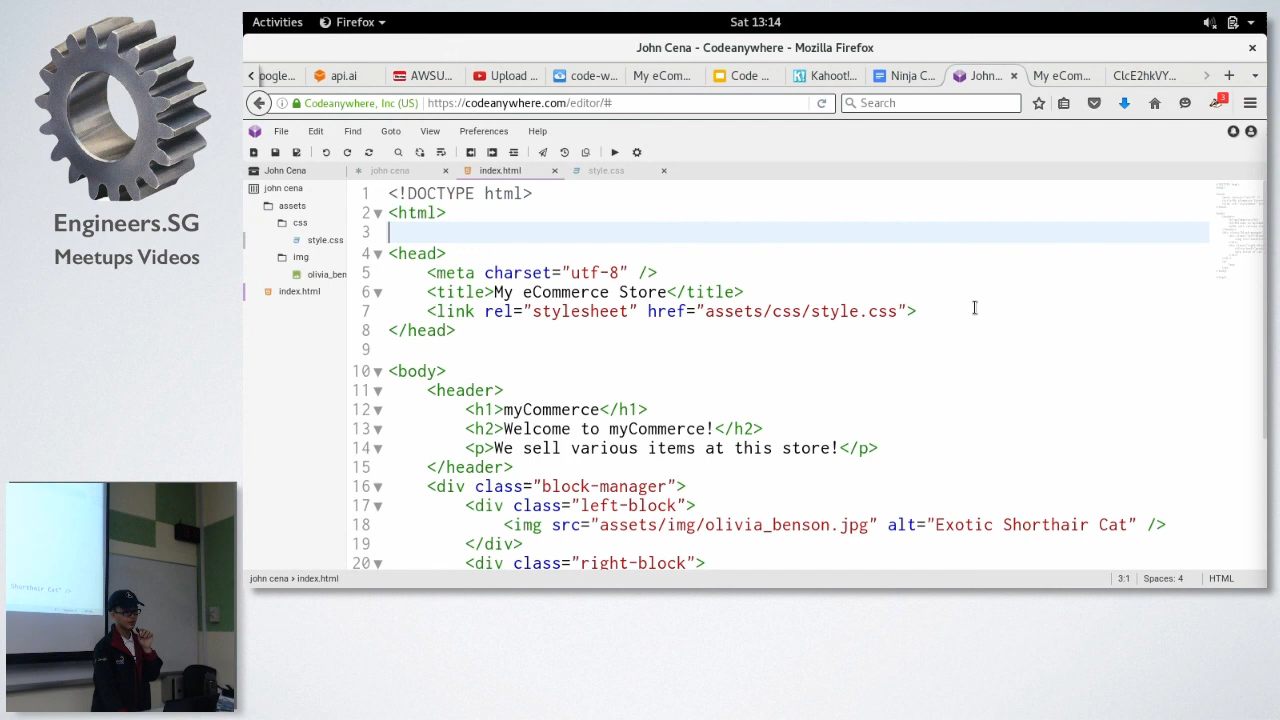 Activities
Firefox
Sat 13:14
John Cena - Codeanywhere - Mozilla Firefox
oogle...
api.ai
AWSU...
Upload ...
code-w...
My eCom...
Code ...
Kahoot!...
Ninja C...
John...
My eCom...
ClcE2hkVY...
Codeanywhere, Inc (US)
https://codeanywhere.com/editor/#
Search
3
File
Edit
Find
Goto
View
Preferences
Help
John Cena
* john cena
index.html
style.css
john cena
assets
css
style.css
img
olivia_ben
index.html
1 <!DOCTYPE html>
2 <html>
3
4 <head>
5 <meta charset="utf-8" />
6 <title>My eCommerce Store</title>
7 <link rel="stylesheet" href="assets/css/style.css">
8 </head>
9
10 <body>
11 <header>
12 <h1>myCommerce</h1>
13 <h2>Welcome to myCommerce!</h2>
14 <p>We sell various items at this store!</p>
15 </header>
16 <div class="block-manager">
17 <div class="left-block">
18 <img src="assets/img/olivia_benson.jpg" alt="Exotic Shorthair Cat" />
19 </div>
20 <div class="right-block">
john cena › index.html
3:1
Spaces: 4
HTML
Engineers.SG
Meetups Videos
Shorthair Cat" />